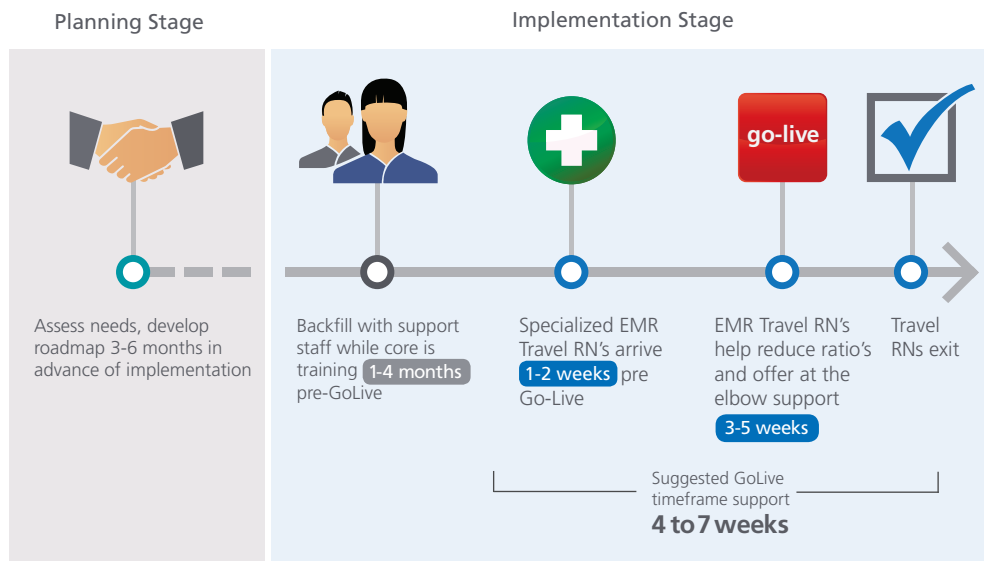 Planning Stage
Implementation Stage
go-live
Assess needs, develop
roadmap 3-6 months in
advance of implementation
Backfill with support
staff while core is
training 1-4 months
pre-GoLive
Specialized EMR
Travel RN's arrive
1-2 weeks pre
Go-Live
EMR Travel RN's
help reduce ratio's
and offer at the
elbow support
3-5 weeks
Travel
RNs exit
Suggested GoLive
timeframe support
4 to 7 weeks